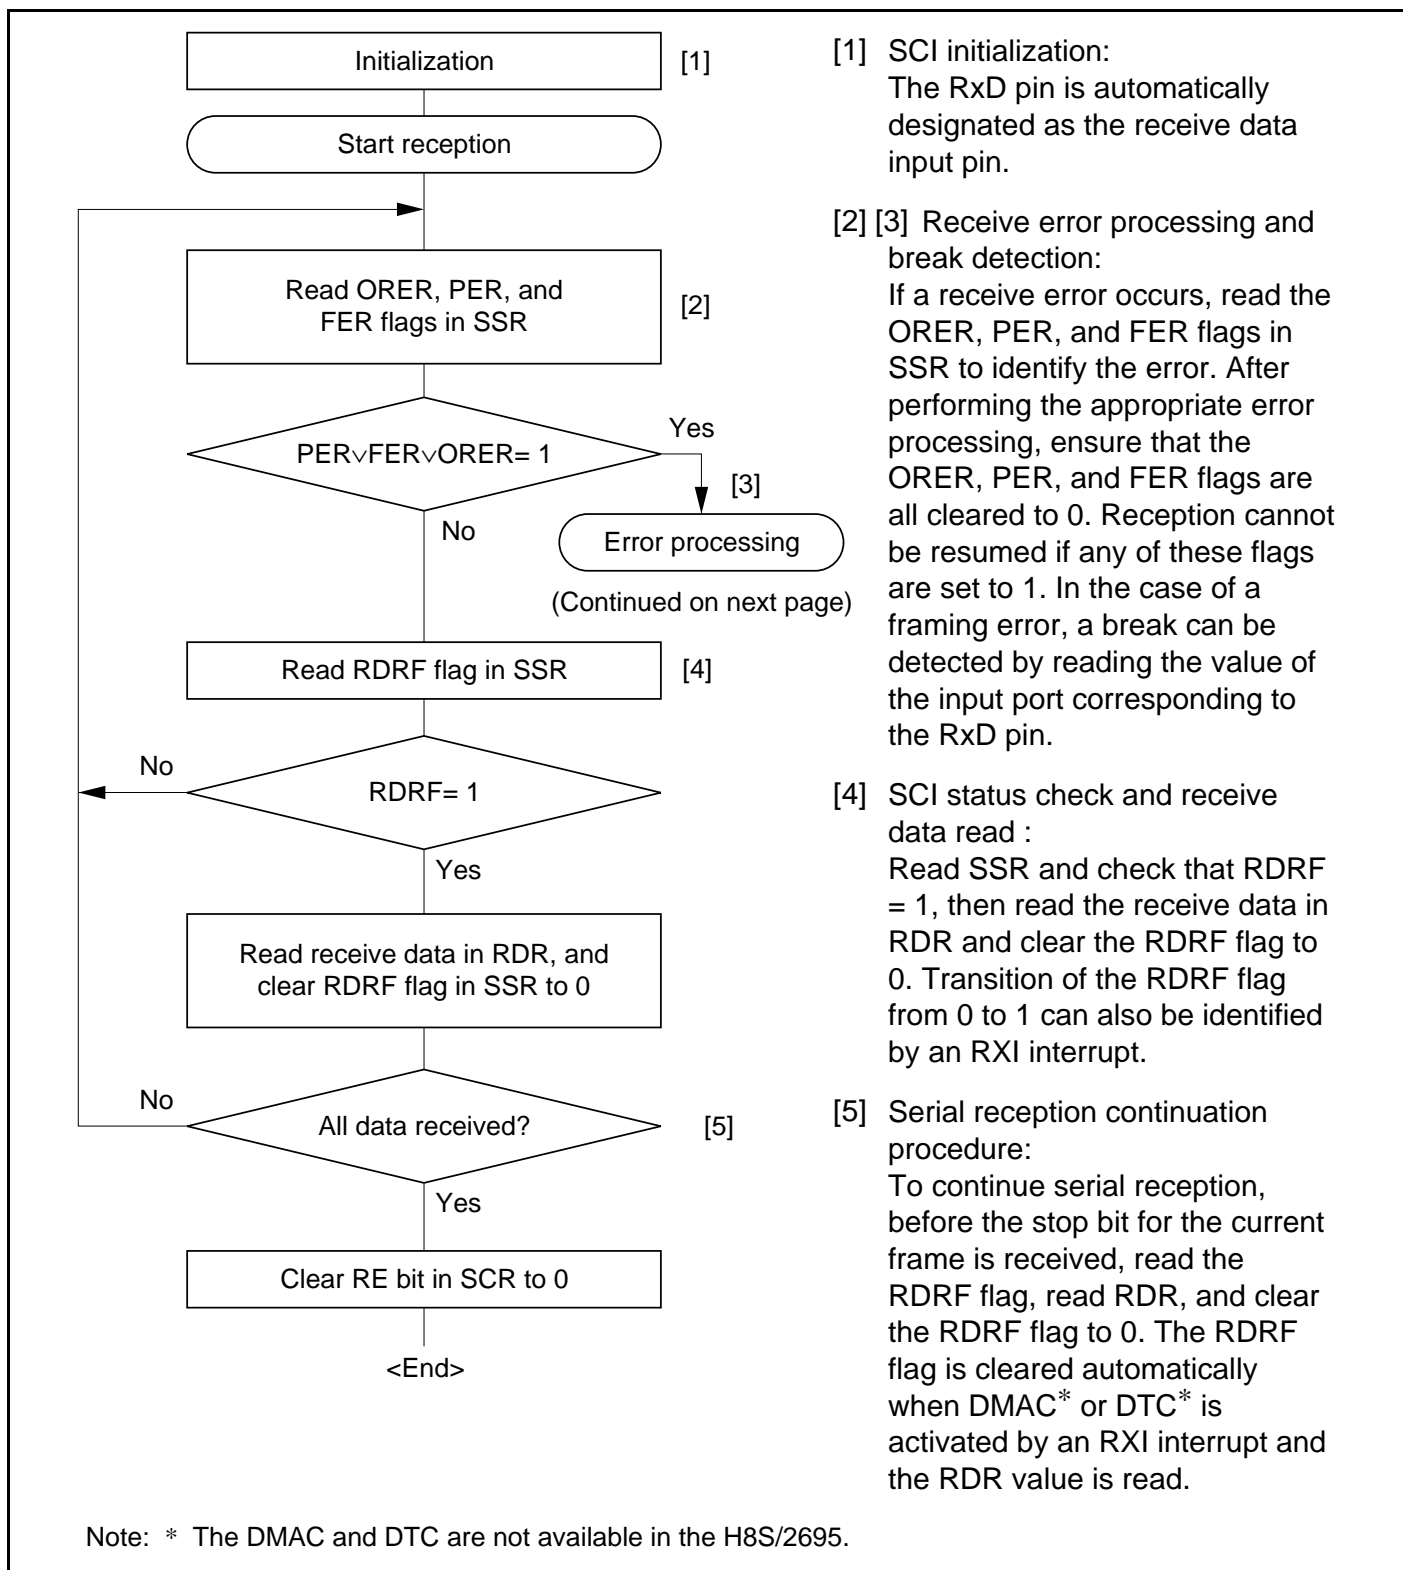 Initialization
[1]
Start reception
Read ORER, PER, and
FER flags in SSR
[2]
PER∨FER∨ORER= 1
Yes
[3]
No
Error processing
(Continued on next page)
Read RDRF flag in SSR
[4]
No
RDRF= 1
Yes
Read receive data in RDR, and
clear RDRF flag in SSR to 0
No
All data received?
[5]
Yes
Clear RE bit in SCR to 0
<End>
[1] SCI initialization:
The RxD pin is automatically
designated as the receive data
input pin.
[2] [3] Receive error processing and
break detection:
If a receive error occurs, read the
ORER, PER, and FER flags in
SSR to identify the error. After
performing the appropriate error
processing, ensure that the
ORER, PER, and FER flags are
all cleared to 0. Reception cannot
be resumed if any of these flags
are set to 1. In the case of a
framing error, a break can be
detected by reading the value of
the input port corresponding to
the RxD pin.
[4] SCI status check and receive
data read :
Read SSR and check that RDRF
= 1, then read the receive data in
RDR and clear the RDRF flag to
0. Transition of the RDRF flag
from 0 to 1 can also be identified
by an RXI interrupt.
[5] Serial reception continuation
procedure:
To continue serial reception,
before the stop bit for the current
frame is received, read the
RDRF flag, read RDR, and clear
the RDRF flag to 0. The RDRF
flag is cleared automatically
when DMAC* or DTC* is
activated by an RXI interrupt and
the RDR value is read.
Note: * The DMAC and DTC are not available in the H8S/2695.